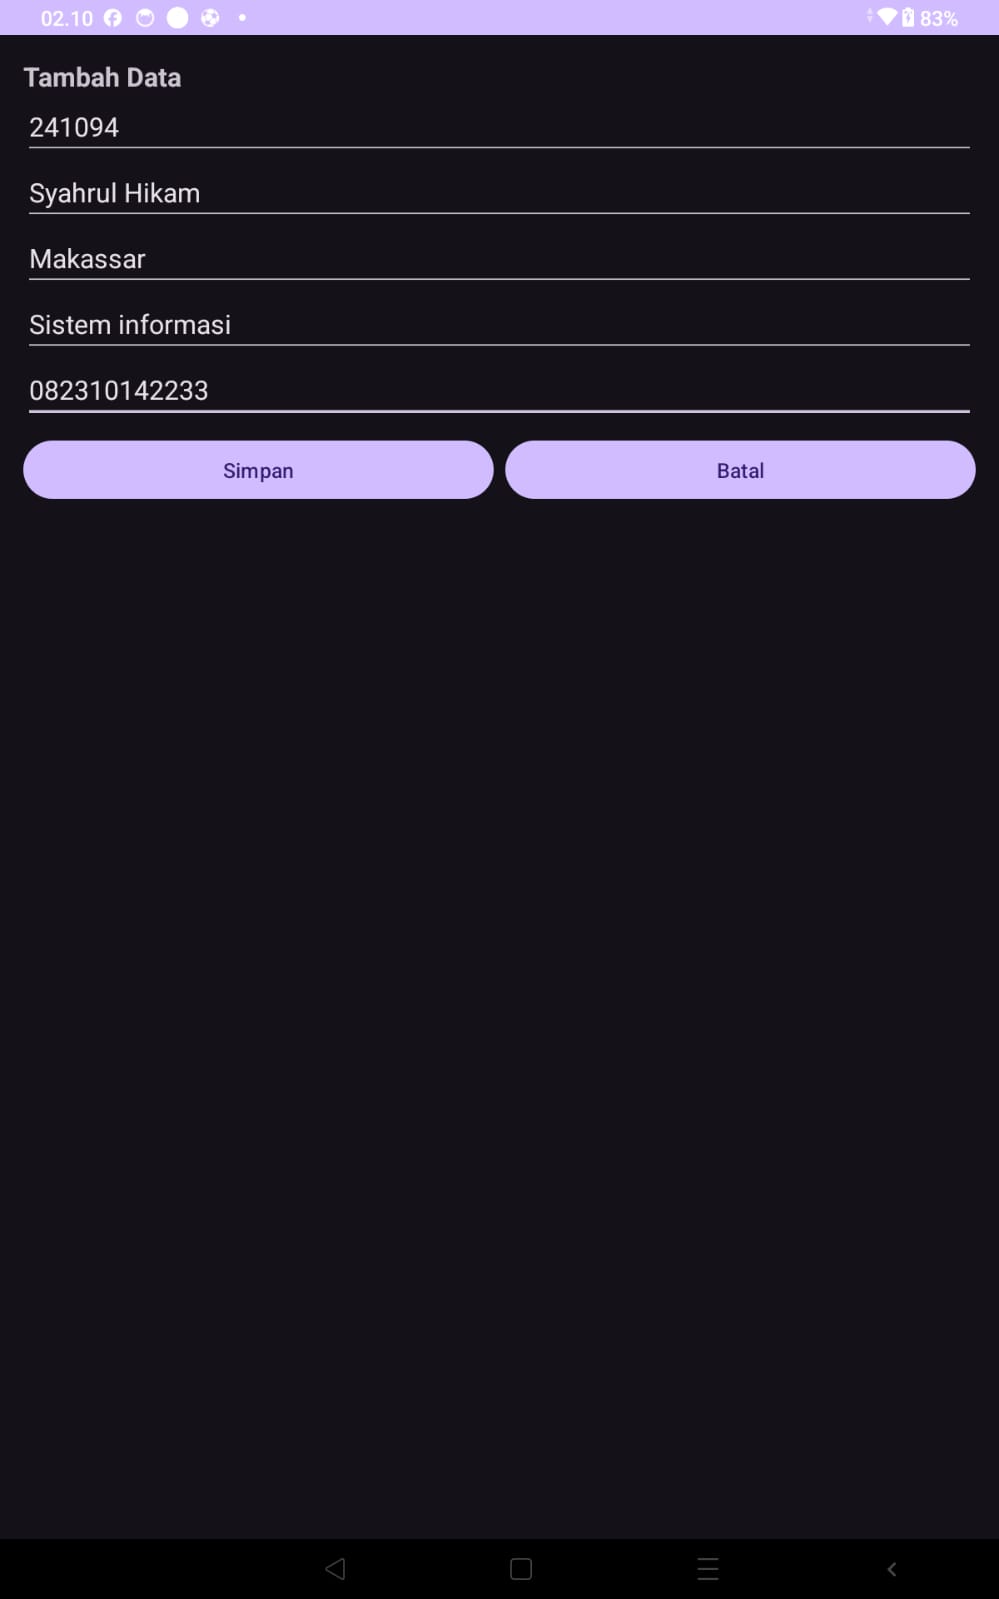 02.10
83%
Tambah Data
241094
Syahrul Hikam
Makassar
Sistem informasi
082310142233
Simpan
Batal